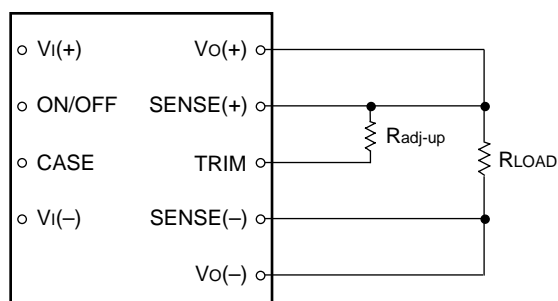 VI(+)
VO(+)
ON/OFF
SENSE(+)
Radj-up
CASE
TRIM
RLOAD
VI(–)
SENSE(–)
VO(–)